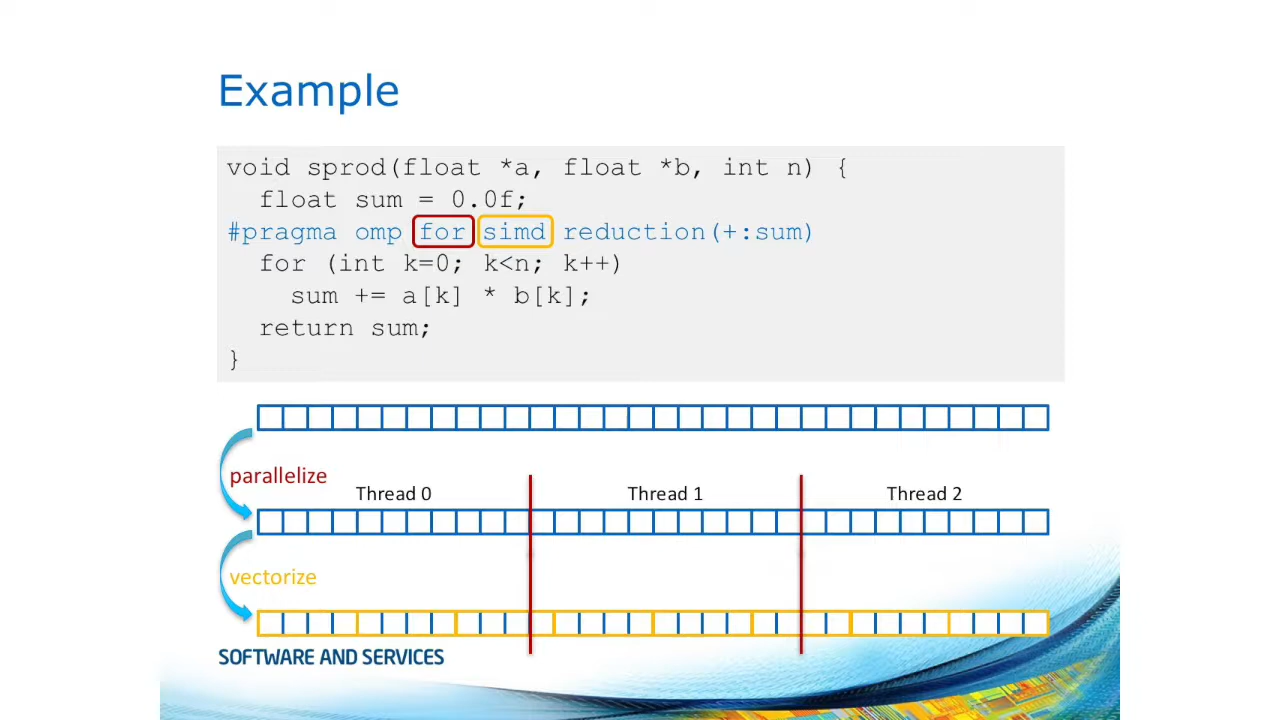 Example
void sprod(float *a, float *b, int n) {
float sum = 0.0f;
#pragma omp for simd reduction(+:sum)
for (int k=0; k<n; k++)
sum += a[k] * b[k];
return sum;
}
parallelize
Thread 0 Thread 1 Thread 2
vectorize
SOFTWARE AND SERVICES